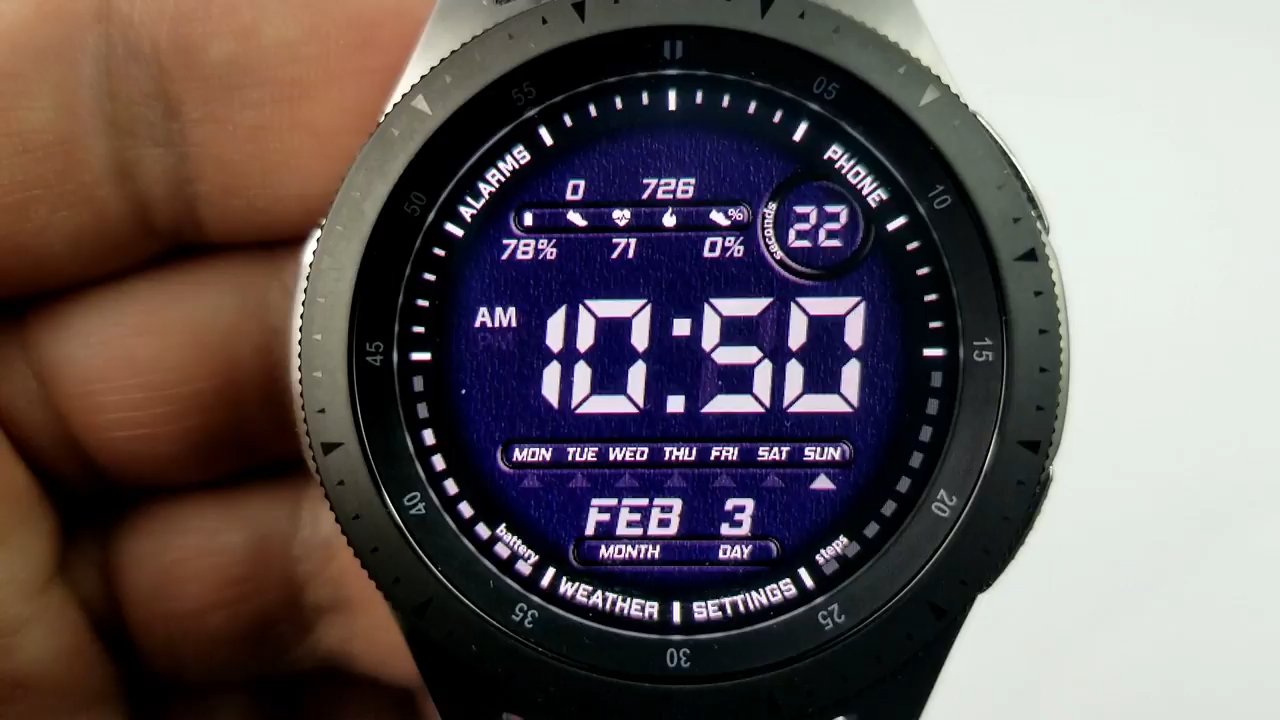 55
05
ALARMS
PHONE
50
10
0 726
%
seconds
22
78% 71 0%
AM
PM
10:50
45
15
MON TUE WED THU FRI SAT SUN
FEB 3
MONTH DAY
40
20
battery
steps
WEATHER SETTINGS
35
25
30